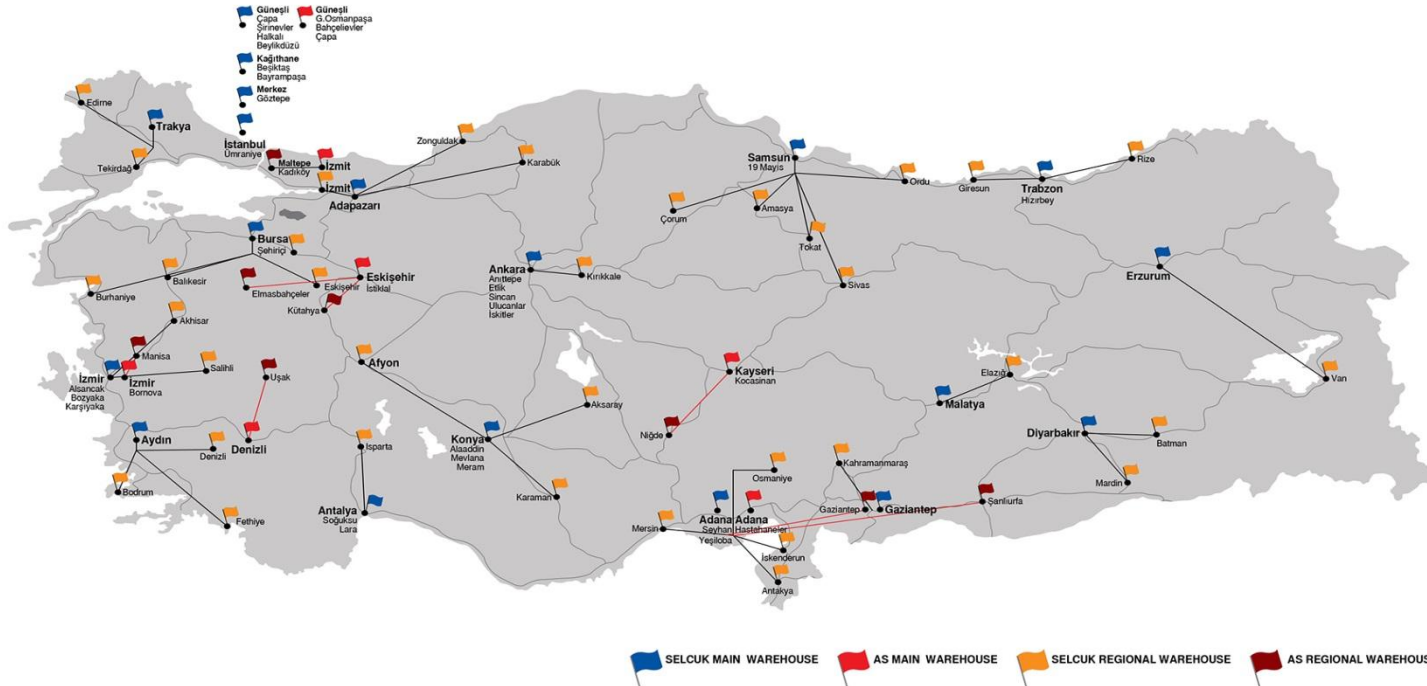 Güneşli
Çapa
Şirinevler
Halkalı
Beylikdüzü
Güneşli
G.Osmanpaşa
Bahçelievler
Çapa
Kağıthane
Beşiktaş
Bayrampaşa
Merkez
Göztepe
İstanbul
Ümraniye
Edirne
Trakya
Tekirdağ
Maltepe
Kadıköy
İzmit
İzmit
Adapazarı
Zonguldak
Karabük
Samsun
19 Mayıs
Ordu
Giresun
Trabzon
Hızırbey
Rize
Çorum
Amasya
Tokat
Sivas
Bursa
Şehiriçi
Balıkesir
Burhaniye
Elmasbahçeler
Eskişehir
Eskişehir
İstiklal
Kütahya
Ankara
Anıttepe
Etlik
Sincan
Ulucanlar
İskitler
Kırıkkale
Erzurum
Van
Akhisar
Manisa
Salihli
İzmir
Alsancak
Bozyaka
Karşıyaka
İzmir
Bornova
Uşak
Afyon
Kayseri
Kocasinan
Niğde
Aksaray
Elazığ
Malatya
Aydın
Denizli
Denizli
Bodrum
Fethiye
Isparta
Antalya
Soğuksu
Lara
Konya
Alaaddin
Mevlana
Meram
Karaman
Diyarbakır
Batman
Mardin
Kahramanmaraş
Osmaniye
Mersin
Adana
Seyhan
Yeşiloba
Adana
Hastahaneler
Gaziantep
Gaziantep
Şanlıurfa
İskenderun
Antakya
SELCUK MAIN WAREHOUSE
AS MAIN WAREHOUSE
SELCUK REGIONAL WAREHOUSE
AS REGIONAL WAREHOUS